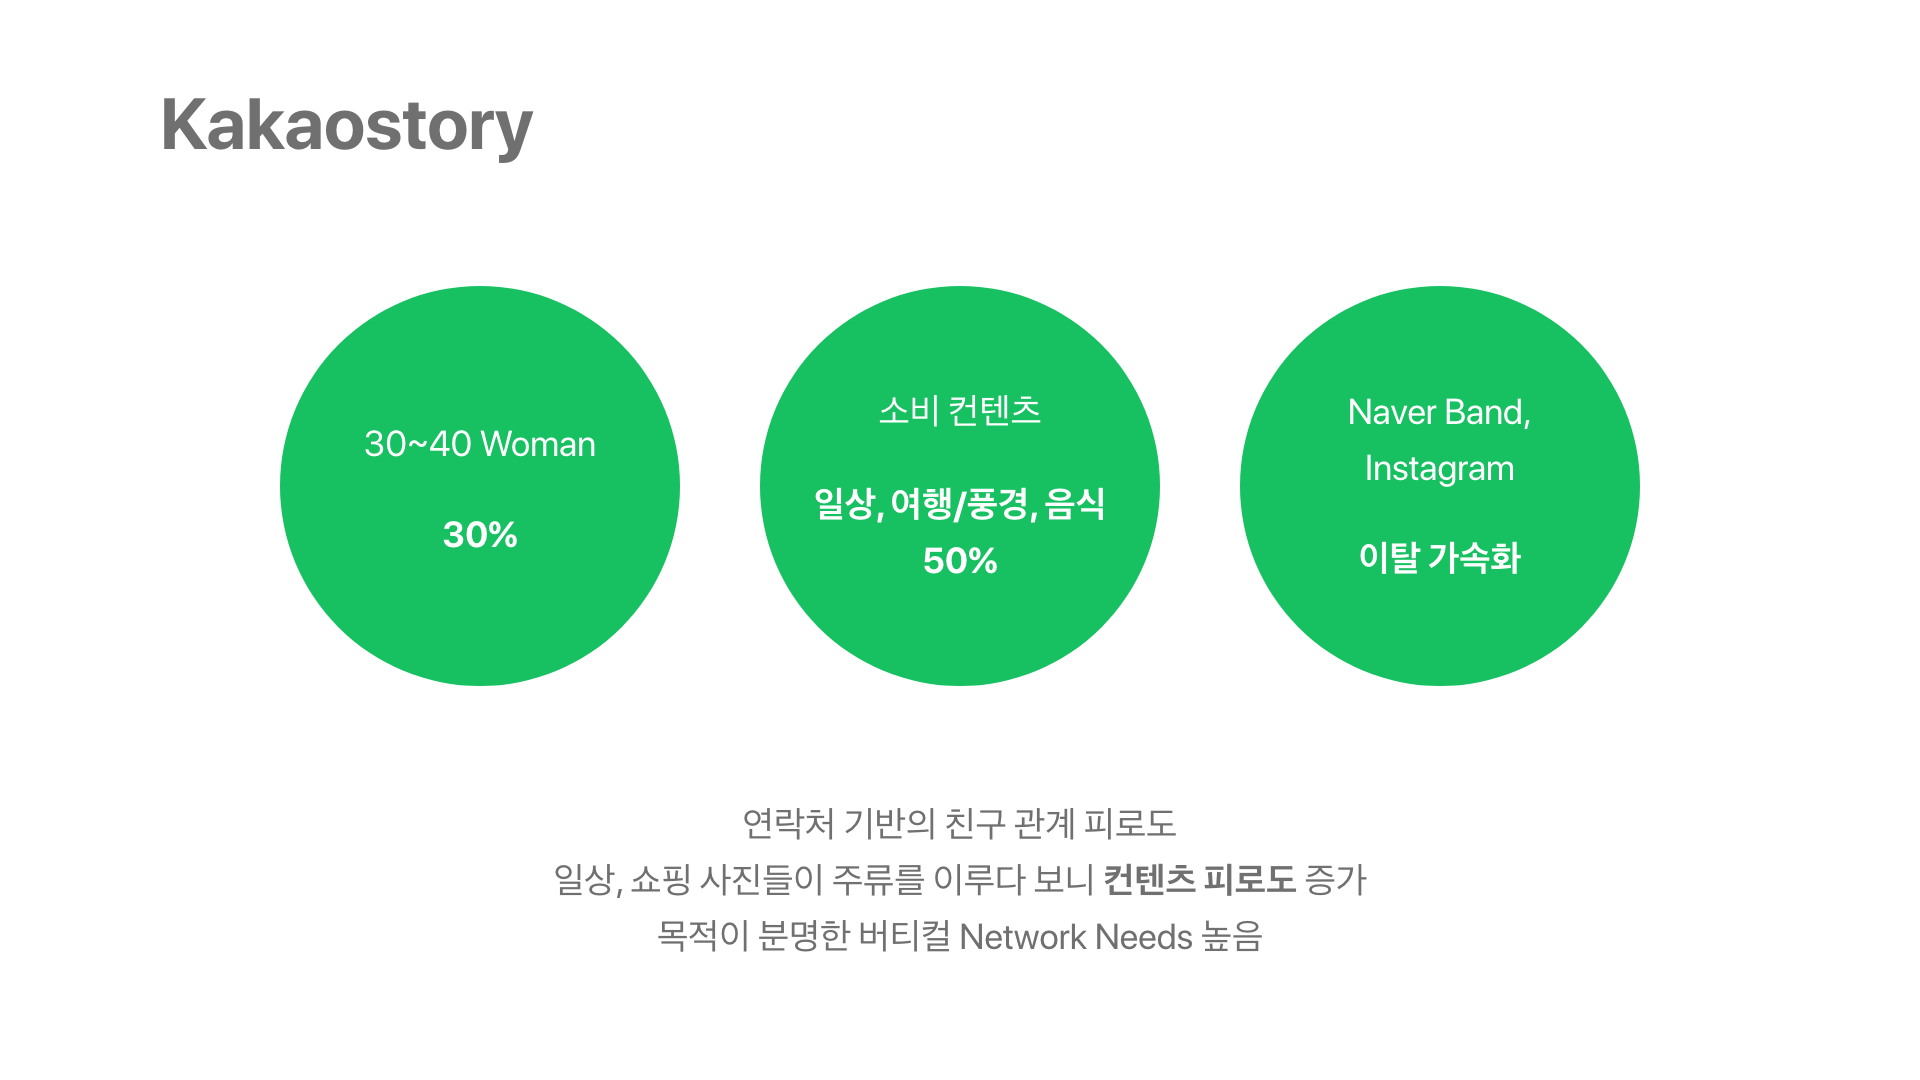 Kakaostory
30~40 Woman
30%
소비 컨텐츠
일상, 여행/풍경, 음식
50%
Naver Band,
Instagram
이탈 가속화
연락처 기반의 친구 관계 피로도
일상, 쇼핑 사진들이 주류를 이루다 보니 컨텐츠 피로도 증가
목적이 분명한 버티컬 Network Needs 높음